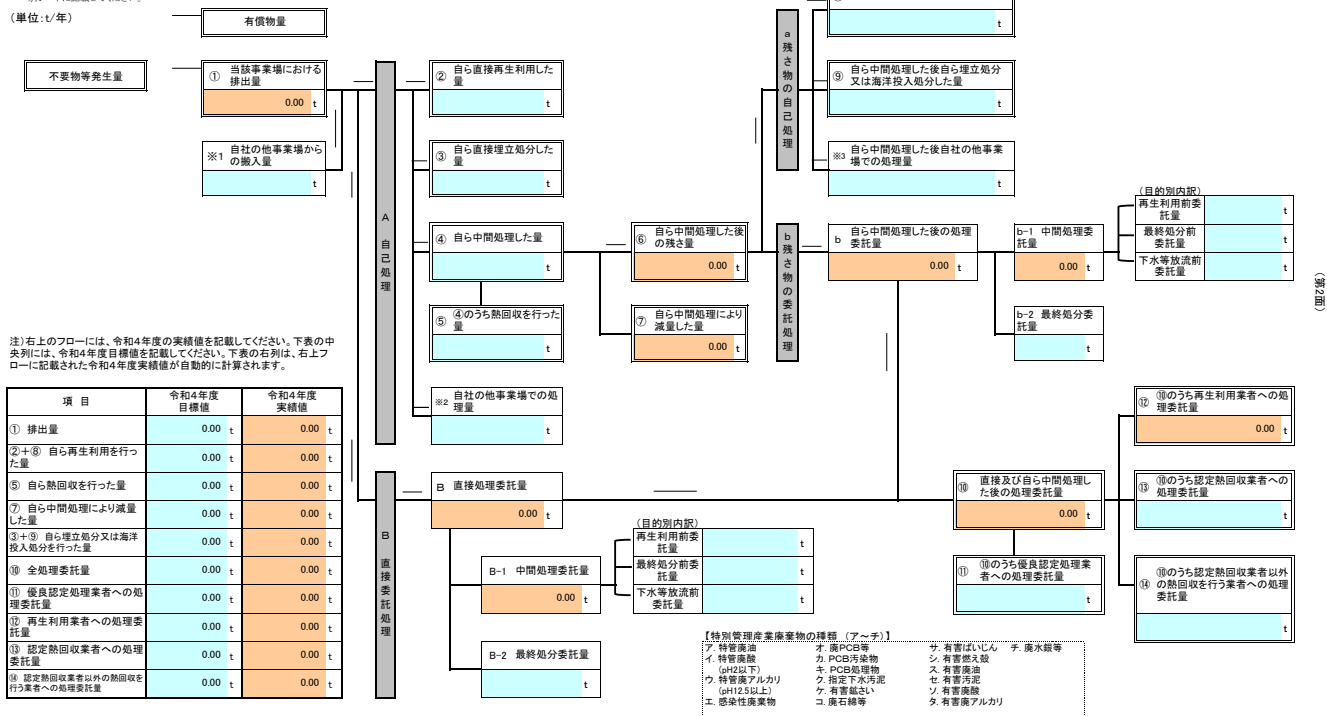 (単位:t/年)
有償物量
不要物等発生量
① 当該事業場における
排出量
0.00 t
※1 自社の他事業場から
の搬入量
t
A 自己処理
② 自ら直接再生利用した
量
t
③ 自ら直接埋立処分した
量
t
④ 自ら中間処理した量
t
⑤ ④のうち熱回収を行った
量
t
※2 自社の他事業場での処
理量
t
⑥ 自ら中間処理した後
の残さ量
0.00 t
⑦ 自ら中間処理により
減量した量
0.00 t
a 残さ物の自己処理
t
⑨ 自ら中間処理した後自ら埋立処分
又は海洋投入処分した量
t
※3 自ら中間処理した後自社の他事業
場での処理量
t
b 残さ物の委託処理
b 自ら中間処理した後の処理
委託量
0.00 t
b-1 中間処理委
託量
0.00 t
b-2 最終処分委
託量
t
(目的別内訳)
再生利用前委
託量
t
最終処分前
委託量
t
下水等放流前
委託量
t
(第2面)
注)右上のフローには、令和4年度の実績値を記載してください。下表の中
央列には、令和4年度目標値を記載してください。下表の右列は、右上フ
ローに記載された令和4年度実績値が自動的に計算されます。
項 目 令和4年度
目標値 令和4年度
実績値
① 排出量 0.00 t 0.00 t
②+⑧ 自ら再生利用を行っ
た量 0.00 t 0.00 t
⑤ 自ら熱回収を行った量 0.00 t 0.00 t
⑦ 自ら中間処理により減量
した量 0.00 t 0.00 t
③+⑨ 自ら埋立処分又は海洋
投入処分を行った量 0.00 t 0.00 t
⑩ 全処理委託量 0.00 t 0.00 t
⑪ 優良認定処理業者への処
理委託量 0.00 t 0.00 t
⑫ 再生利用業者への処理委
託量 0.00 t 0.00 t
⑬ 認定熱回収業者への処理
委託量 0.00 t 0.00 t
⑭ 認定熱回収業者以外の熱回収を
行う業者への処理委託量 0.00 t 0.00 t
B 直接委託処理
B 直接処理委託量
0.00 t
B-1 中間処理委託量
0.00 t
B-2 最終処分委託量
t
(目的別内訳)
再生利用前委
託量
t
最終処分前委
託量
t
下水等放流前
委託量
t
⑩ 直接及び自ら中間処理し
た後の処理委託量
0.00 t
⑪ ⑩のうち優良認定処理業
者への処理委託量
t
⑫ ⑩のうち再生利用業者への処
理委託量
0.00 t
⑬ ⑩のうち認定熱回収業者への
処理委託量
t
⑭ ⑩のうち認定熱回収業者以外
の熱回収を行う業者への処理
委託量
t
【特別管理産業廃棄物の種類 (ア~チ)】
ア. 特管廃油 オ. 廃PCB等 サ. 有害ばいじん チ. 廃水銀等
イ. 特管廃酸 カ. PCB汚染物 シ. 有害燃え殻
(pH2以下) キ. PCB処理物 ス. 有害廃油
ウ. 特管廃アルカリ ク. 指定下水汚泥 セ. 有害汚泥
(pH12.5以上) ケ. 有害鉱さい ソ. 有害廃酸
エ. 感染性廃棄物 コ. 廃石綿等 タ. 有害廃アルカリ